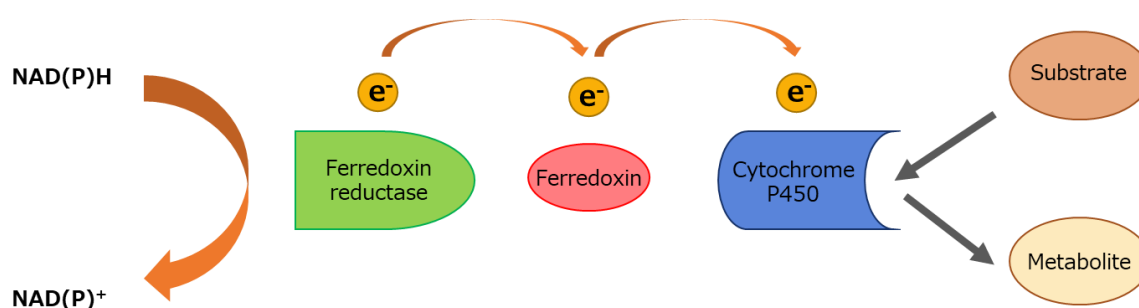 NAD(P)H
NAD(P)⁺
e⁻
e⁻
e⁻
Ferredoxin
reductase
Ferredoxin
Cytochrome
P450
Substrate
Metabolite